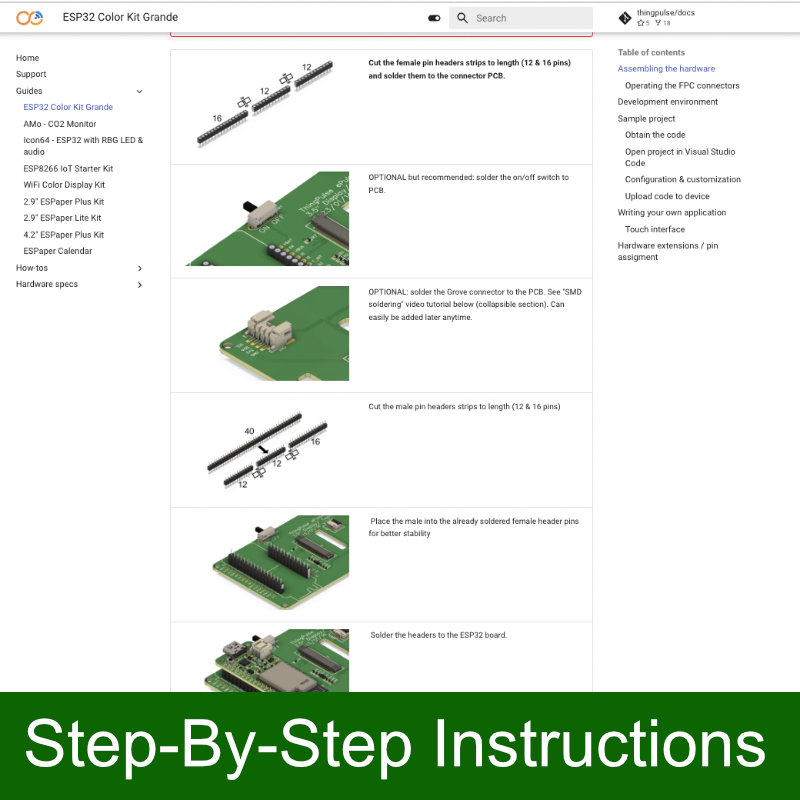 ESP32 Color Kit Grande
Search
thingpulse/docs
5 18
Home
Support
Guides
ESP32 Color Kit Grande
AMo - CO2 Monitor
Icon64 - ESP32 with RBG LED &
audio
ESP8266 IoT Starter Kit
WiFi Color Display Kit
2.9" ESPaper Plus Kit
2.9" ESPaper Lite Kit
4.2" ESPaper Plus Kit
ESPaper Calendar
How-tos
Hardware specs
12
12
16
Cut the female pin headers strips to length (12 & 16 pins)
and solder them to the connector PCB.
ThingPulse eP
3.5" Display/
23/01/
ON OFF
OPTIONAL but recommended: solder the on/off switch to
PCB.
OPTIONAL: solder the Grove connector to the PCB. See "SMD
soldering" video tutorial below (collapsible section). Can
easily be added later anytime.
40
16
12
12
Cut the male pin headers strips to length (12 & 16 pins)
Place the male into the already soldered female header pins
for better stability
Solder the headers to the ESP32 board.
Table of contents
Assembling the hardware
Operating the FPC connectors
Development environment
Sample project
Obtain the code
Open project in Visual Studio
Code
Configuration & customization
Upload code to device
Writing your own application
Touch interface
Hardware extensions / pin
assigment
Step-By-Step Instructions